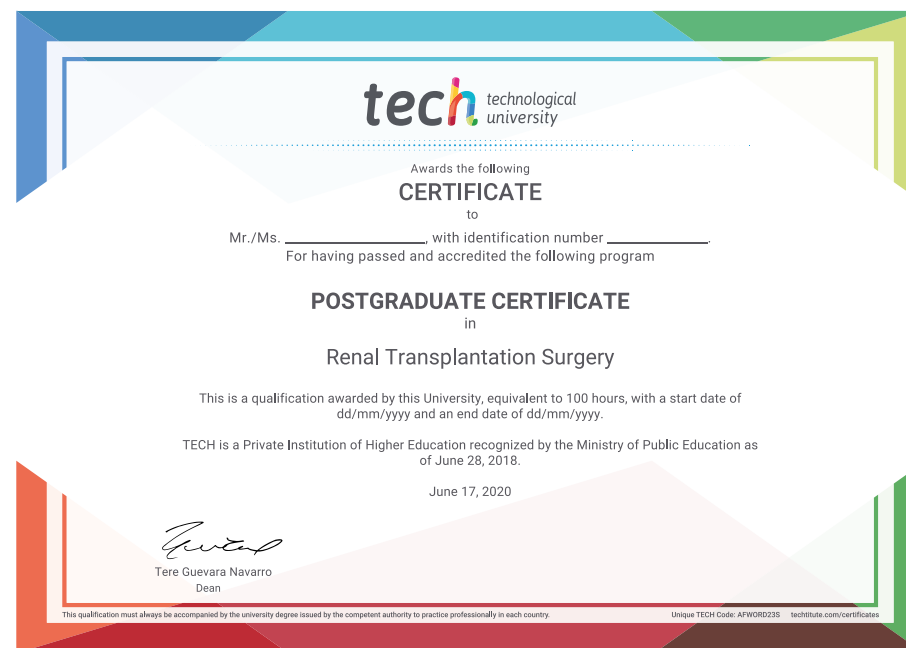 tech technological
university
Awards the following
CERTIFICATE
to
Mr./Ms. ____________________, with identification number ______________.
For having passed and accredited the following program
POSTGRADUATE CERTIFICATE
in
Renal Transplantation Surgery
This is a qualification awarded by this University, equivalent to 100 hours, with a start date of
dd/mm/yyyy and an end date of dd/mm/yyyy.
TECH is a Private Institution of Higher Education recognized by the Ministry of Public Education as
of June 28, 2018.
June 17, 2020
Tere Guevara Navarro
Dean
This qualification must always be accompanied by the university degree issued by the competent authority to practice professionally in each country. Unique TECH Code: AFWORD23S techtitute.com/certificates